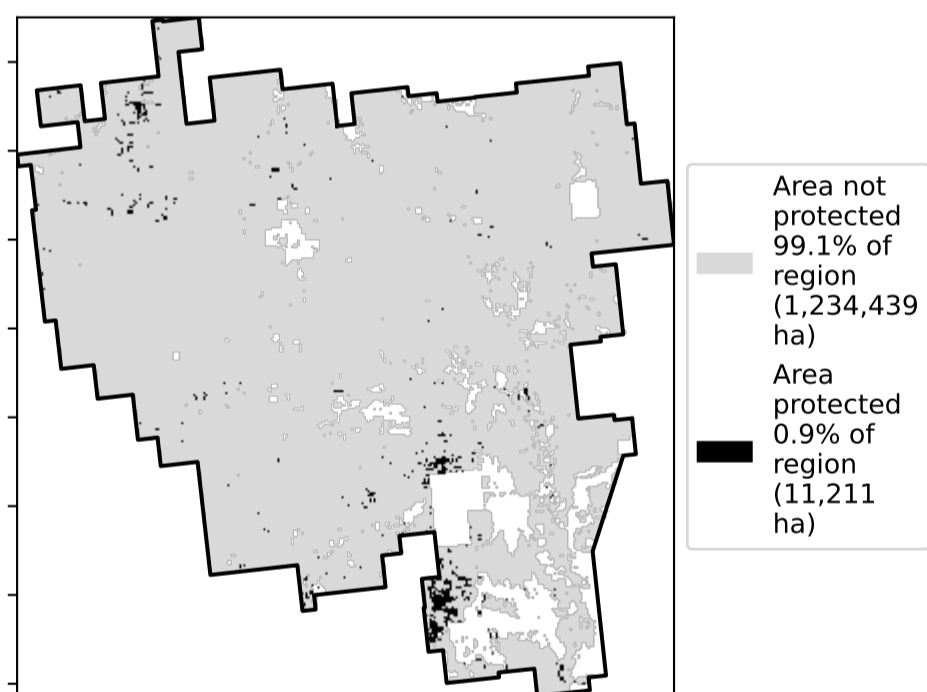 Area not
protected
99.1% of
region
(1,234,439
ha)
Area
protected
0.9% of
region
(11,211
ha)